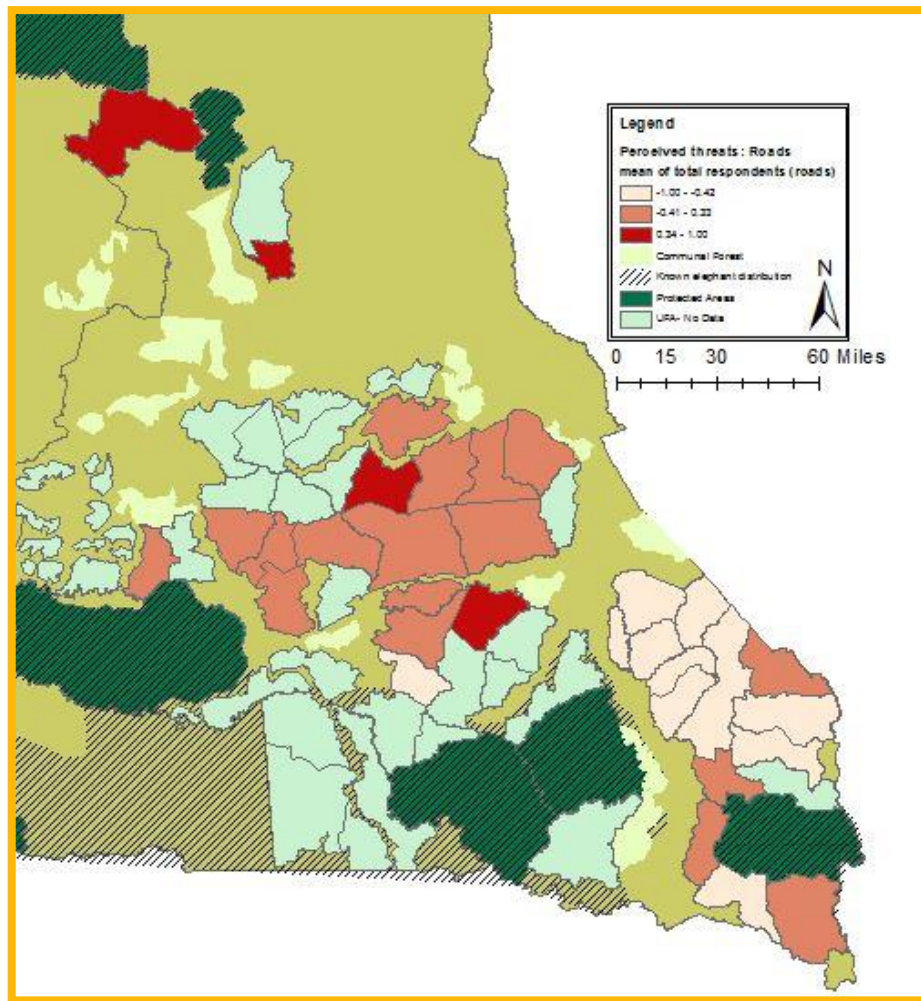 Legend
Perceived threats: Roads
mean of total respondents (roads)
-1.00 - -0.42
-0.41 - 0.33
0.34 - 1.00
Communal Forest
Known elephant distribution
Protected Areas
UFA- No Data
N
0 15 30 60 Miles